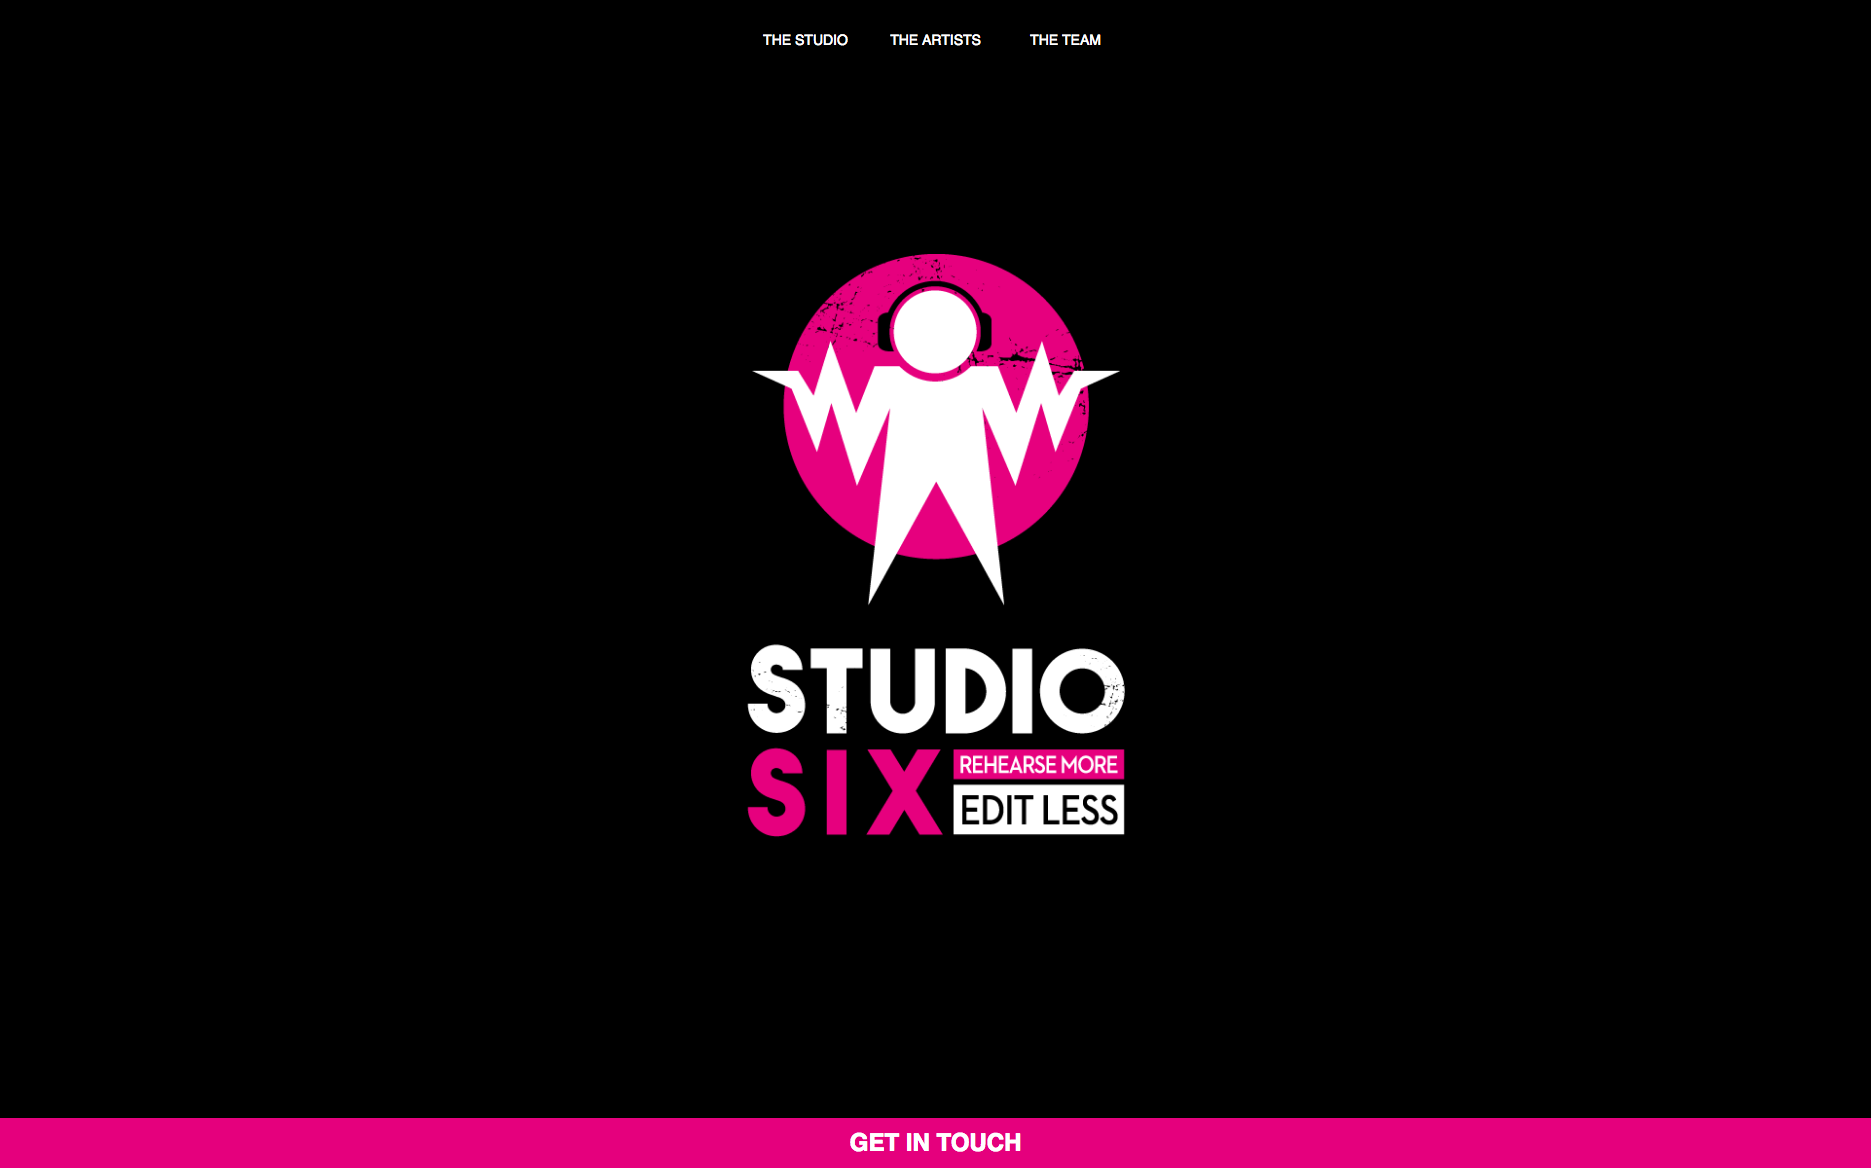 THE STUDIO THE ARTISTS THE TEAM
STUDIO
SIX
REHEARSE MORE
EDIT LESS
GET IN TOUCH